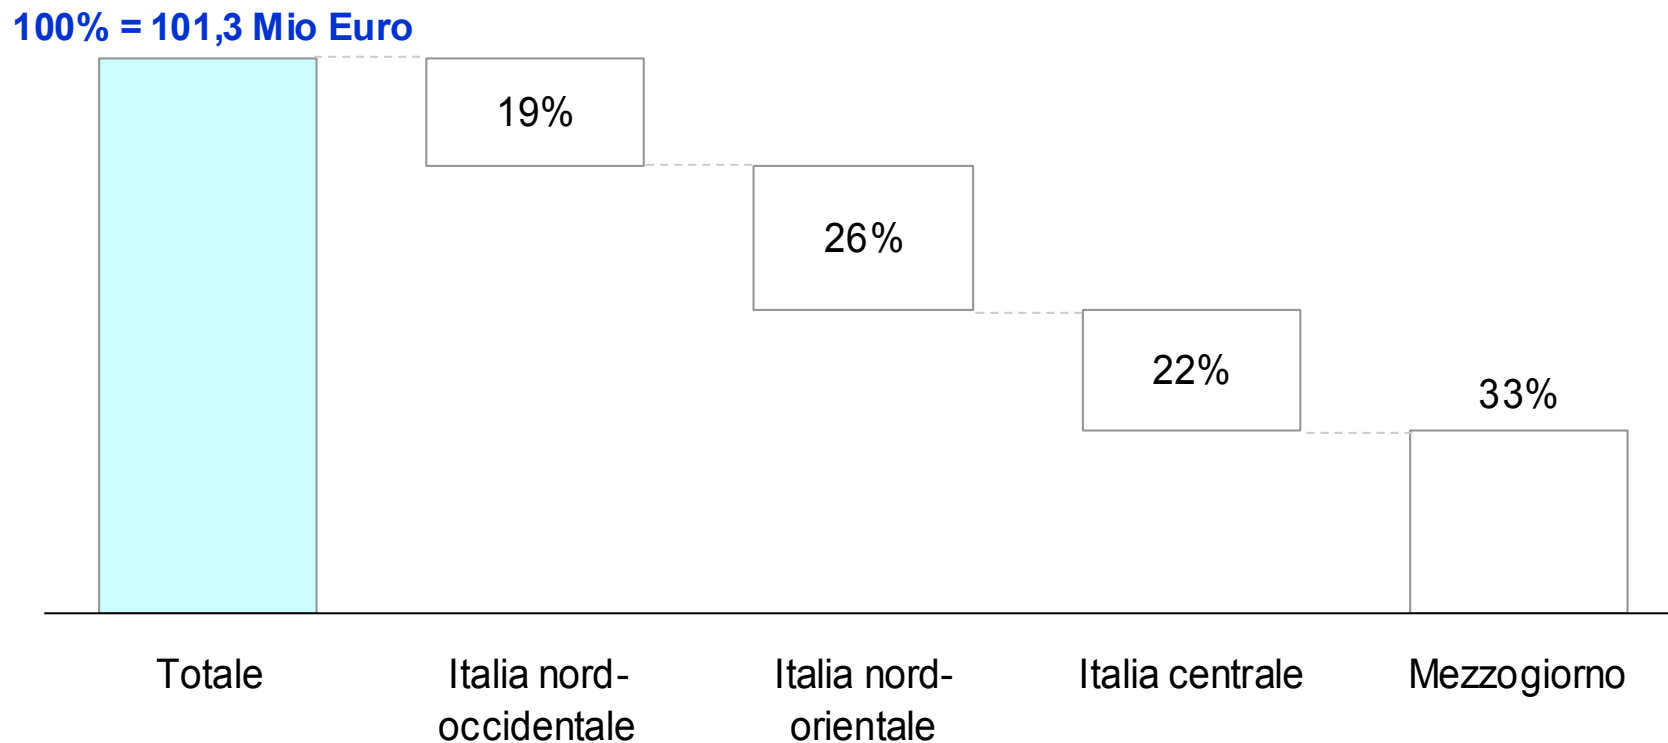 100% = 101,3 Mio Euro
19%
26%
22%
33%
Totale
Italia nord-
occidentale
Italia nord-
orientale
Italia centrale
Mezzogiorno